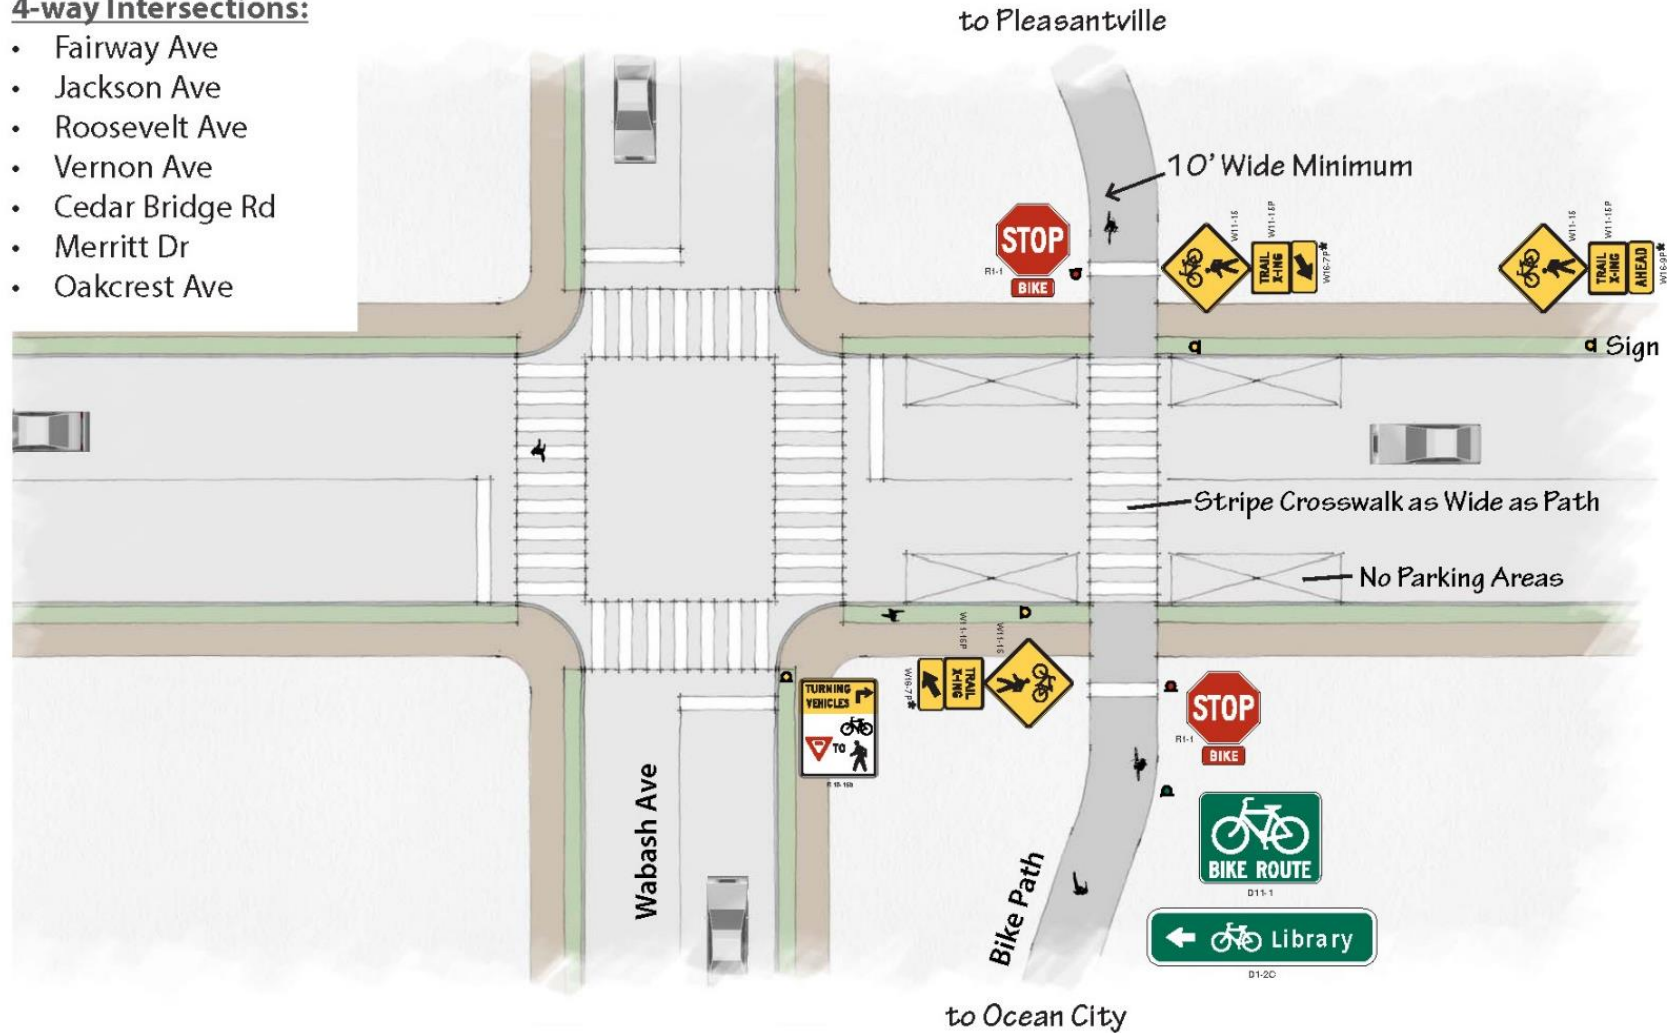 4-way Intersections:
• Fairway Ave
• Jackson Ave
• Roosevelt Ave
• Vernon Ave
• Cedar Bridge Rd
• Merritt Dr
• Oakcrest Ave
to Pleasantville
10' Wide Minimum
STOP
R1-1
BIKE
W11-15
W11-15P
TRAIL
X-ING
W16-7P*
W11-15
W11-15P
TRAIL
X-ING
AHEAD
W16-9P*
Sign
Stripe Crosswalk as Wide as Path
No Parking Areas
W11-15P
W11-15
TRAIL
X-ING
W16-7P*
TURNING
VEHICLES
TO
STOP
R1-1
BIKE
Wabash Ave
Bike Path
BIKE ROUTE
D11-1
Library
D1-2C
to Ocean City